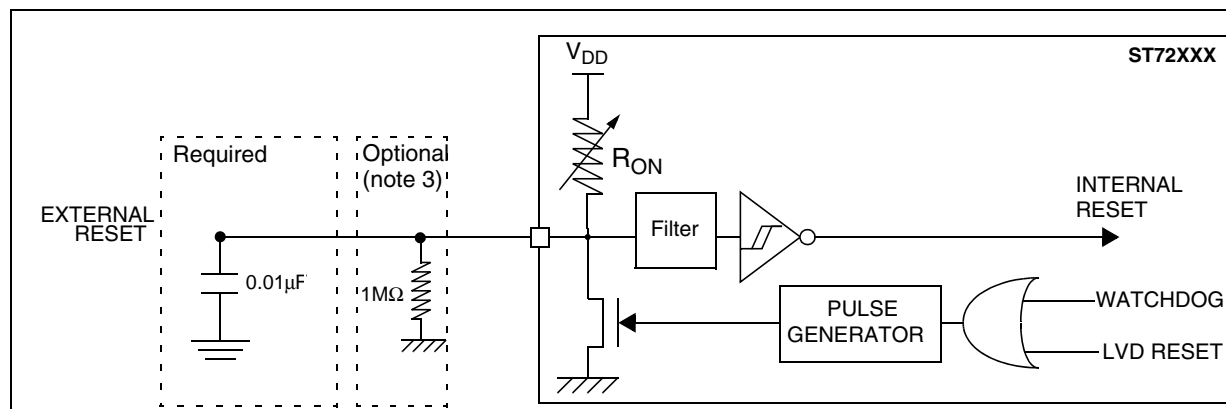 VDD
ST72XXX
Required
Optional
(note 3)
RON
EXTERNAL
RESET
Filter
INTERNAL
RESET
0.01µF
1MΩ
PULSE
GENERATOR
WATCHDOG
LVD RESET